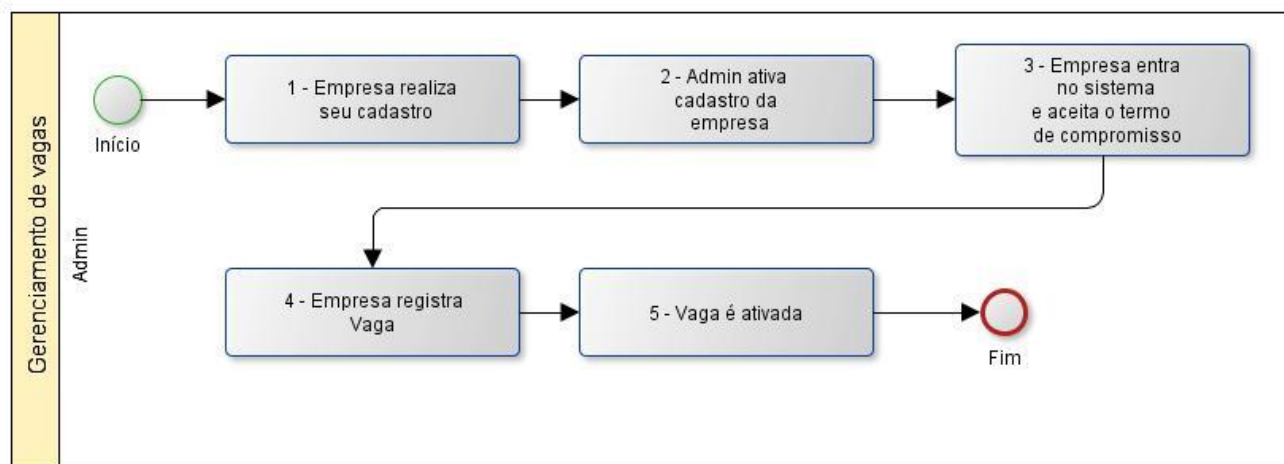 Gerenciamento de vagas
Admin
Início
1 - Empresa realiza
seu cadastro
2 - Admin ativa
cadastro da
empresa
3 - Empresa entra
no sistema
e aceita o termo
de compromisso
4 - Empresa registra
Vaga
5 - Vaga é ativada
Fim